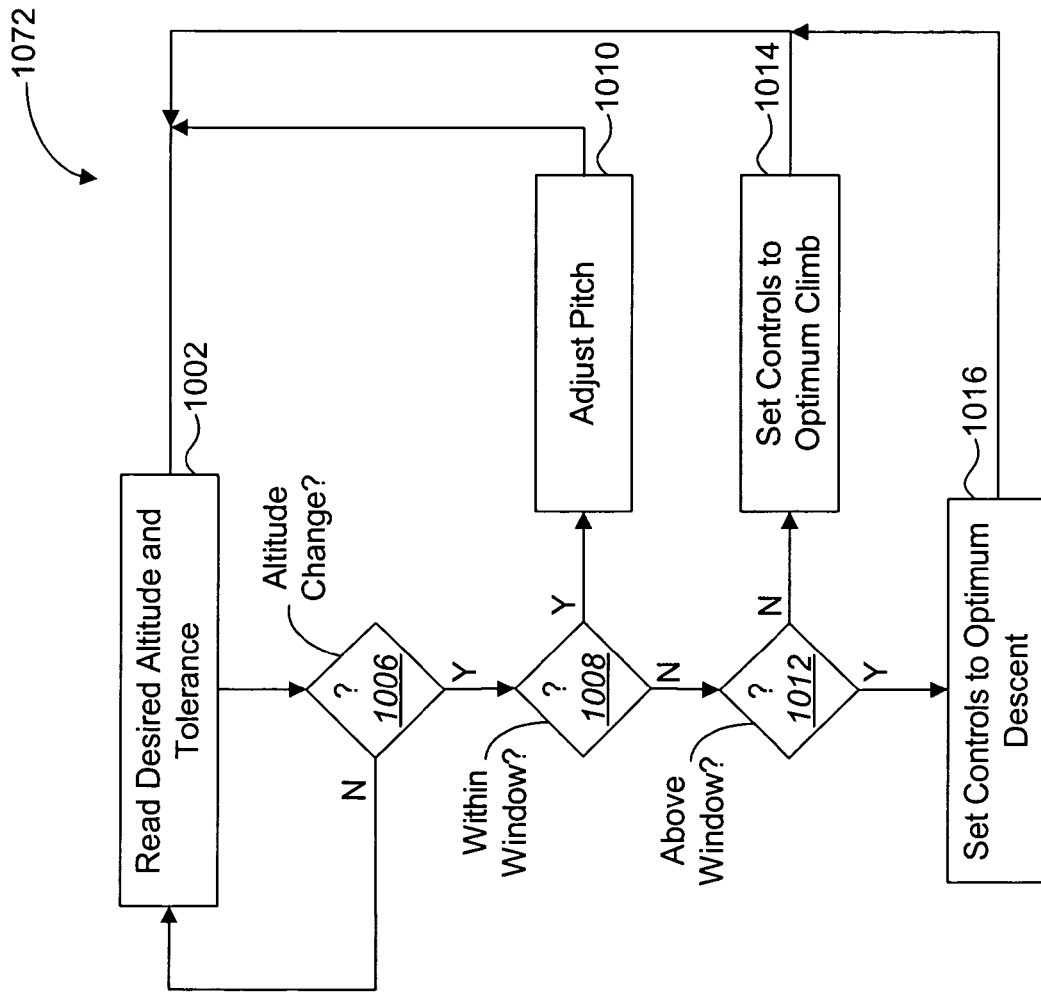 1072
Read Desired Altitude and
Tolerance
1002
Altitude
Change?
?
1006
N
Y
Within
Window?
?
1008
Y
N
Adjust Pitch
1010
Above
Window?
?
1012
N
Y
Set Controls to
Optimum Climb
1014
Set Controls to Optimum
Descent
1016